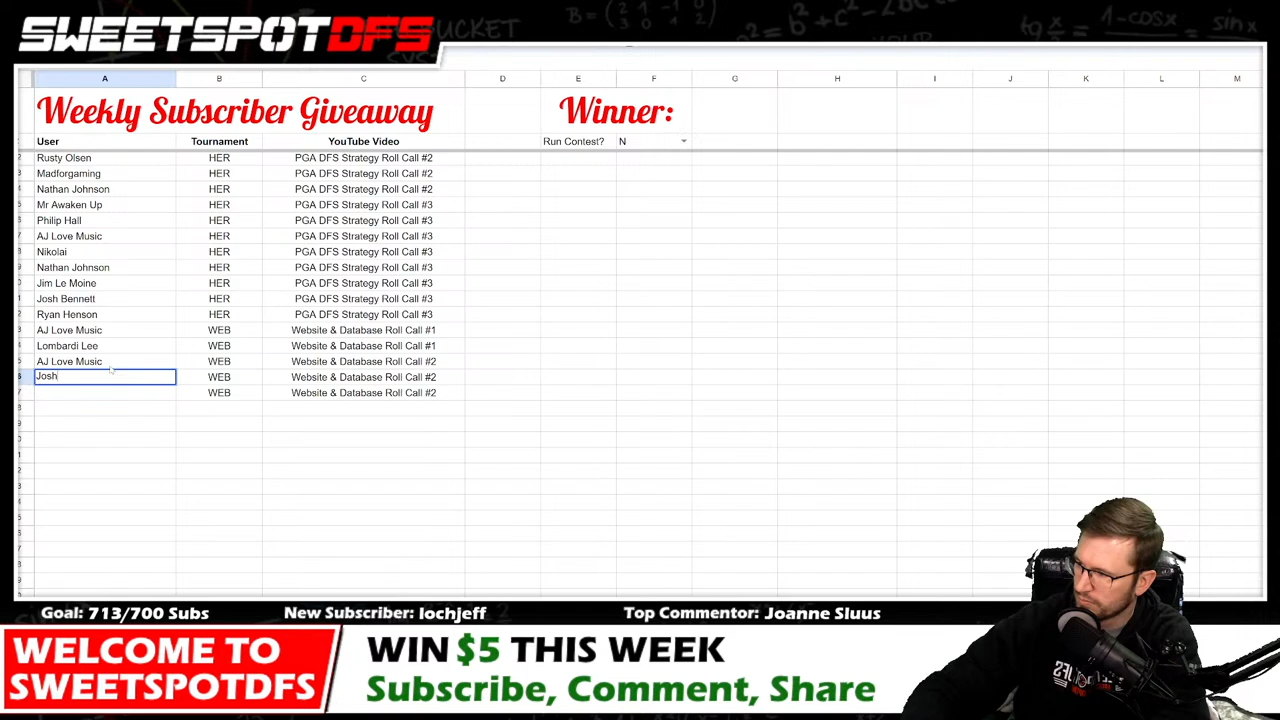 SWEETSPOTDFS
A B C D E F G H I J K L M
Weekly Subscriber Giveaway Winner:
User Tournament YouTube Video Run Contest? N
Rusty Olsen HER PGA DFS Strategy Roll Call #2
Madforgaming HER PGA DFS Strategy Roll Call #2
Nathan Johnson HER PGA DFS Strategy Roll Call #2
Mr Awaken Up HER PGA DFS Strategy Roll Call #3
Philip Hall HER PGA DFS Strategy Roll Call #3
AJ Love Music HER PGA DFS Strategy Roll Call #3
Nikolai HER PGA DFS Strategy Roll Call #3
Nathan Johnson HER PGA DFS Strategy Roll Call #3
Jim Le Moine HER PGA DFS Strategy Roll Call #3
Josh Bennett HER PGA DFS Strategy Roll Call #3
Ryan Henson HER PGA DFS Strategy Roll Call #3
AJ Love Music WEB Website & Database Roll Call #1
Lombardi Lee WEB Website & Database Roll Call #1
AJ Love Music WEB Website & Database Roll Call #2
Josh WEB Website & Database Roll Call #2
WEB Website & Database Roll Call #2
Goal: 713/700 Subs New Subscriber: lochjeff Top Commentor: Joanne Sluus
WELCOME TO
SWEETSPOTDFS
WIN $5 THIS WEEK
Subscribe, Comment, Share